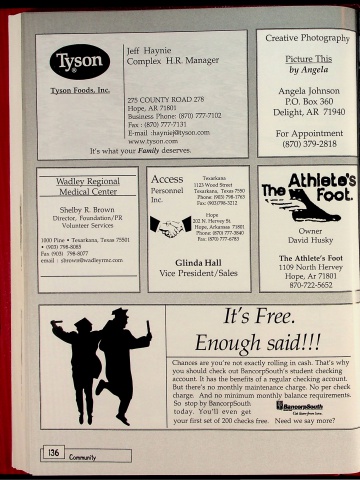 Tyson®
Tyson Foods, Inc.
Jeff Haynie
Complex H.R. Manager
275 COUNTY ROAD 278
Hope, AR 71801
Business Phone: (870) 777-7102
Fax : (870) 777-7131
E-mail :hayniej@tyson.com
www.tyson.com
It's what your Family deserves.
Creative Photography
Picture This
by Angela
Angela Johnson
P.O. Box 360
Delight, AR 71940
For Appointment
(870) 379-2818
Wadley Regional
Medical Center
Shelby R. Brown
Director, Foundation/PR
Volunteer Services
1000 Pine • Texarkana, Texas 75501
• (903) 798-8085
Fax (903) 798-8077
email : sbrown@wadleyrmc.com
Access
Personnel
Inc.
Texarkana
1123 Wood Street
Texarkana, Texas 7550
Phone: (903) 798-3763
Fax: (903)798-3212
Hope
202 N. Hervey St
Hope, Arkansas 71801
Phone: (870) 777-3840
Fax: (870) 777-6783
Glinda Hall
Vice President/Sales
The Athlete's
Foot.
Owner
David Husky
The Athlete's Foot
1109 North Hervey
Hope, Ar 71801
870-722-5652
It's Free.
Enough said!!!
Chances are you're not exactly rolling in cash. That's why
you should check out BancorpSouth's student checking
account. It has the benefits of a regular checking account.
But there's no monthly maintenance charge. No per check
charge. And no minimum monthly balance requirements.
So stop by BancorpSouth
today. You'll even get
BancorpSouth
your first set of 200 checks free. Need we say more?
136
Community